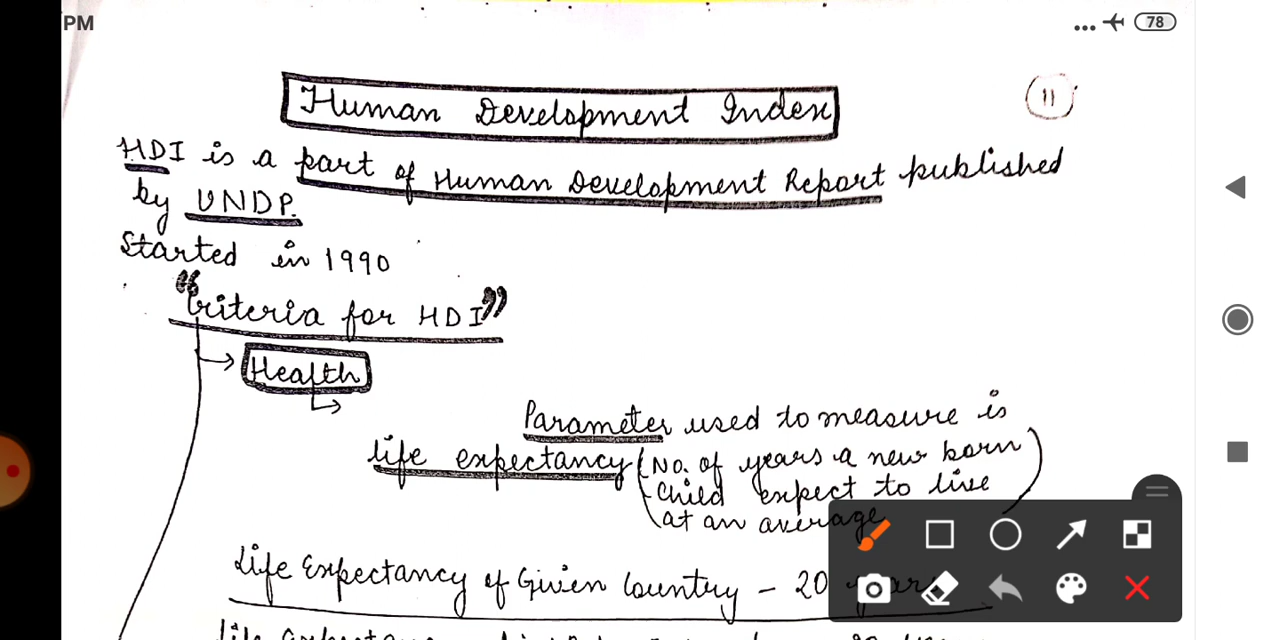 PM
... 78
Human Development Index
11
HDI is a part of Human Development Report published
by UNDP.
Started in 1990
"Criteria for HDI"
Health
Parameter used to measure is
life expectancy (No. of years a new born
child expect to live
at an average)
Life Expectancy of Given Country - 20